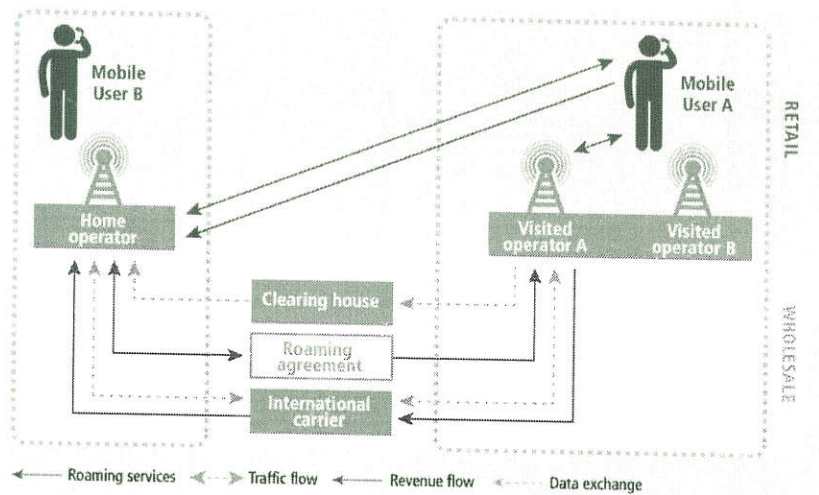 Mobile
User B
Mobile
User A
RETAIL
Home
operator
Visited
operator A
Visited
operator B
Clearing house
Roaming
agreement
International
carrier
WHOLESALE
Roaming services
Traffic flow
Revenue flow
Data exchange